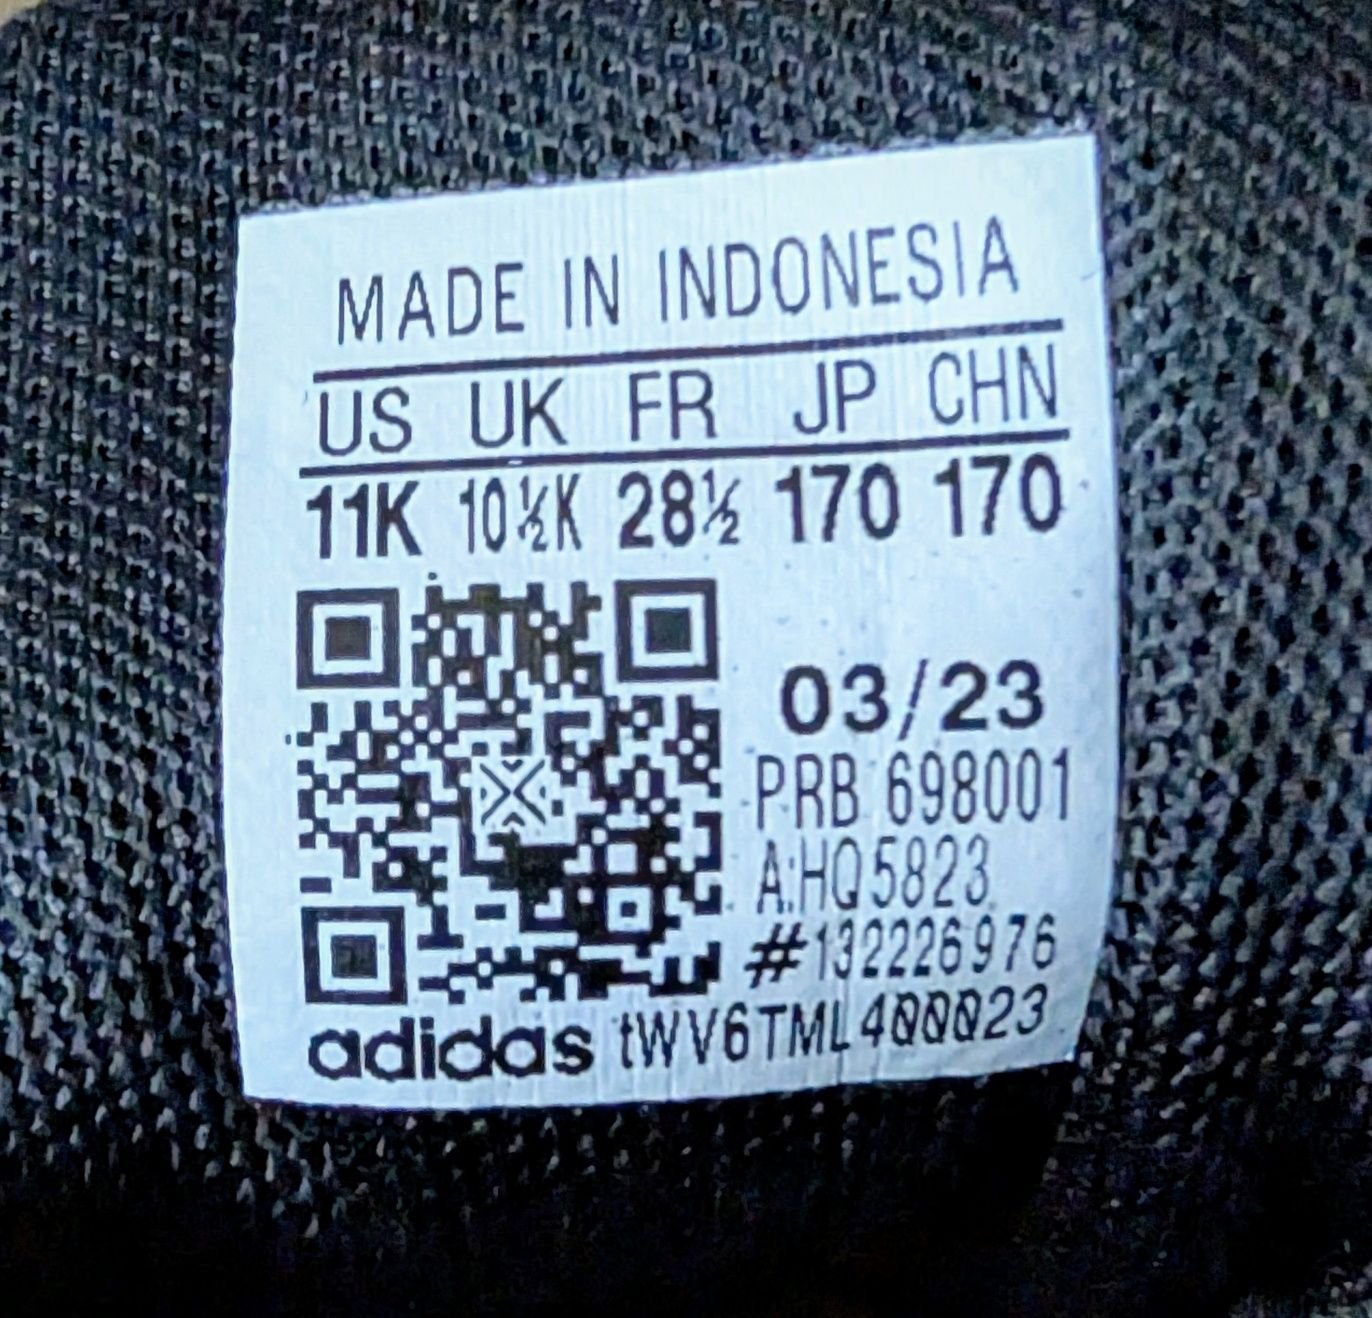 MADE IN INDONESIA
US UK FR JP CHN
11K 10½K 28½ 170 170
03/23
PRB 698001
A:HQ5823
#132226976
adidas tWV6TML400023